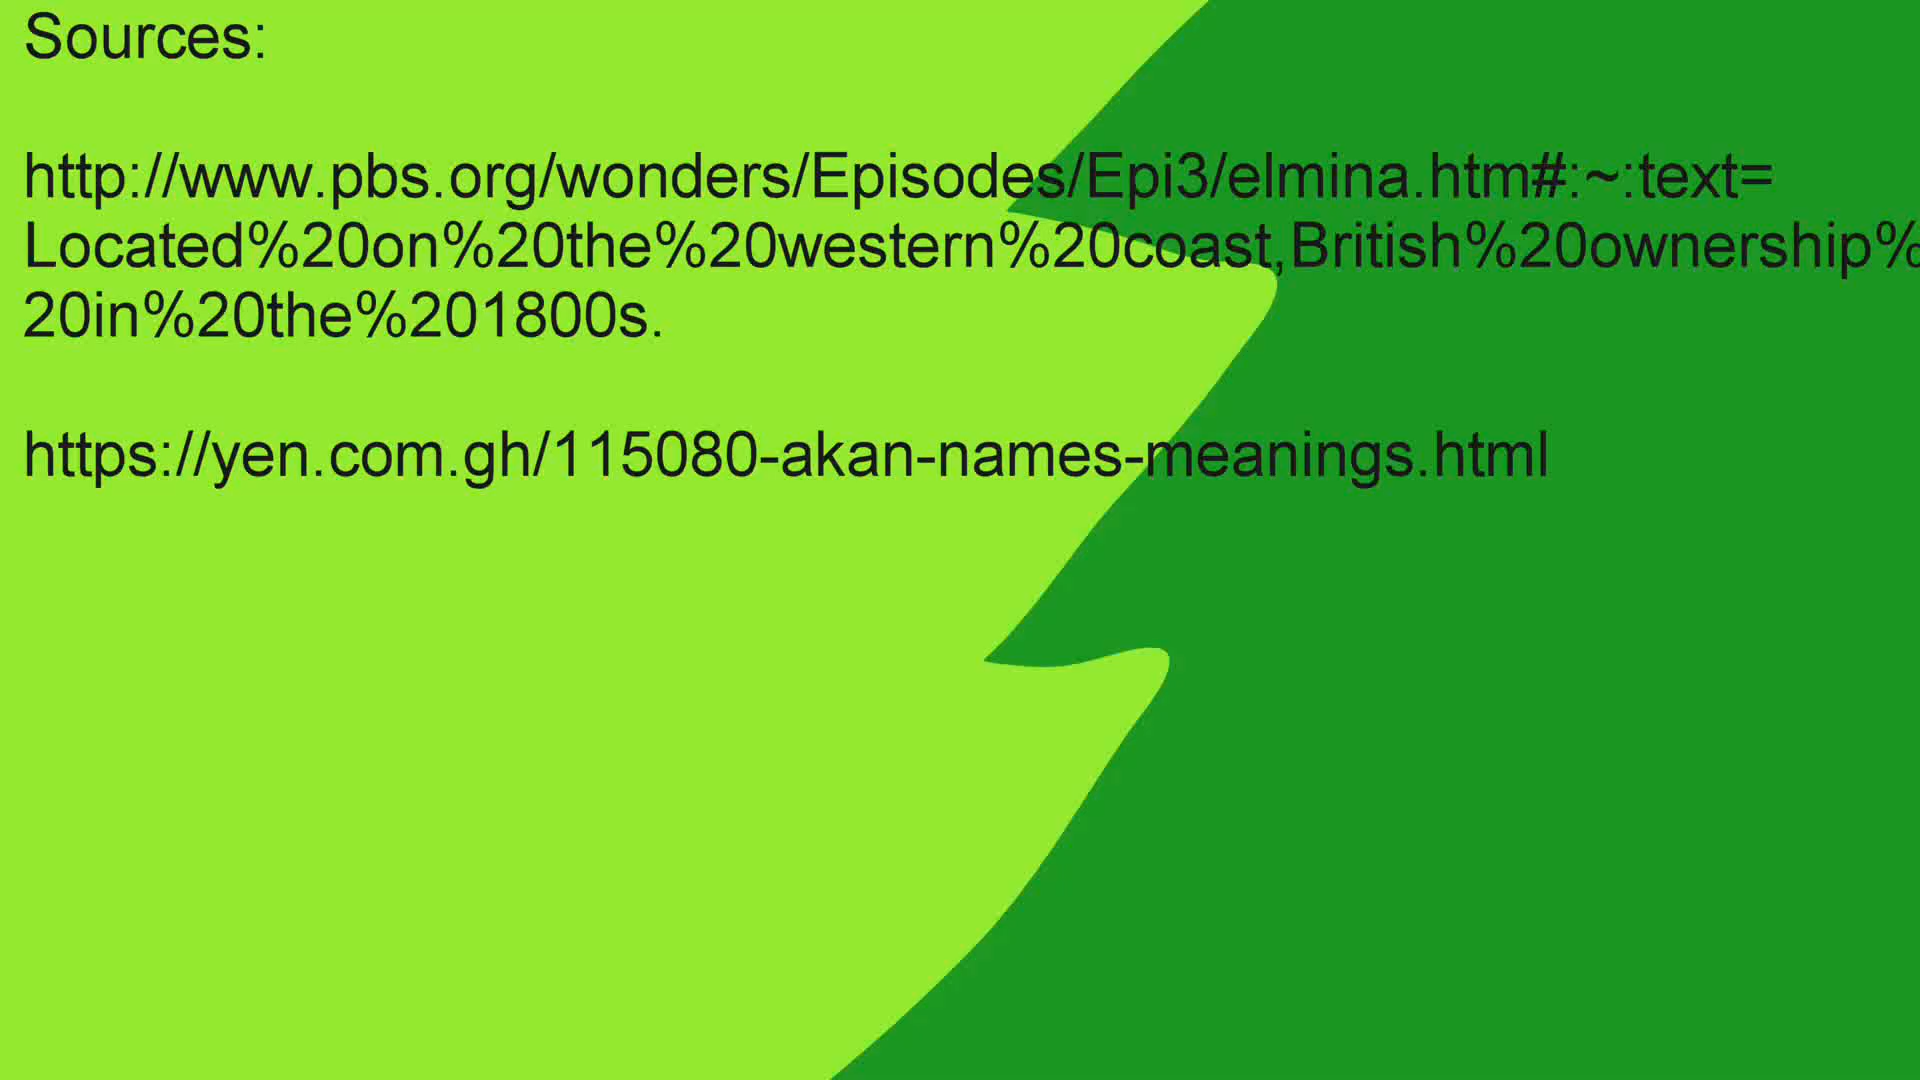 Sources:
http://www.pbs.org/wonders/Episodes/Epi3/elmina.htm#:~:text=
Located%20on%20the%20western%20coast,British%20ownership%
20in%20the%201800s.
https://yen.com.gh/115080-akan-names-meanings.html